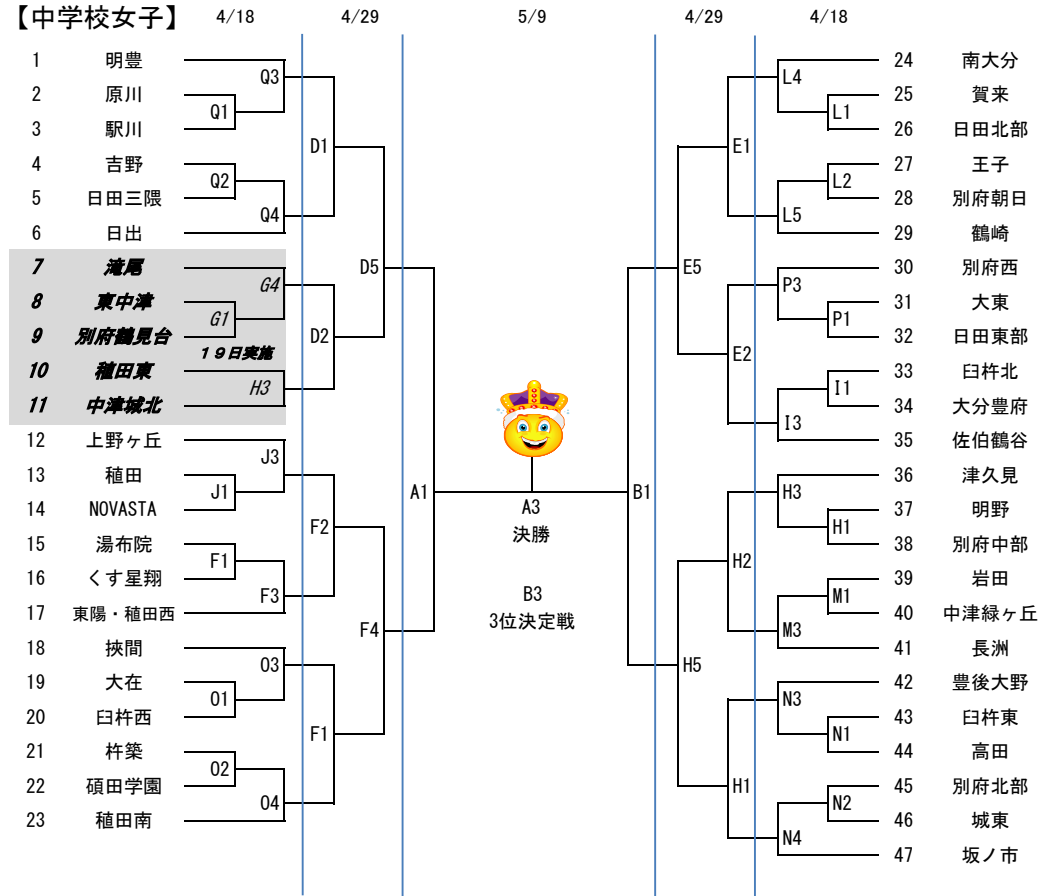 【中学校女子】 4/18 4/29 5/9 4/29 4/18
1 明豊 24 南大分
Q3 L4
2 原川 25 賀来
Q1 L1
3 駅川 26 日田北部
D1 E1
4 吉野 27 王子
Q2 L2
5 日田三隈 28 別府朝日
Q4 L5
6 日出 29 鶴崎
7 滝尾 D5 E5 30 別府西
G4 P3
8 東中津 31 大東
G1 P1
9 別府鶴見台 D2 32 日田東部
19日実施 E2
10 稙田東 33 臼杵北
H3 I1
11 中津城北 34 大分豊府
I3
12 上野ヶ丘 35 佐伯鶴谷
J3
13 稙田 36 津久見
J1 A1 B1 H3
14 NOVASTA A3 37 明野
F2 決勝 H1
15 湯布院 38 別府中部
F1 H2
16 くす星翔 39 岩田
F3 B3 M1
17 東陽・稙田西 3位決定戦 40 中津緑ヶ丘
F4 M3
18 挾間 41 長洲
O3 H5
19 大在 42 豊後大野
O1 N3
20 臼杵西 43 臼杵東
F1 N1
21 杵築 44 高田
O2
22 碩田学園 H1 45 別府北部
O4 N2
23 稙田南 46 城東
N4
47 坂ノ市